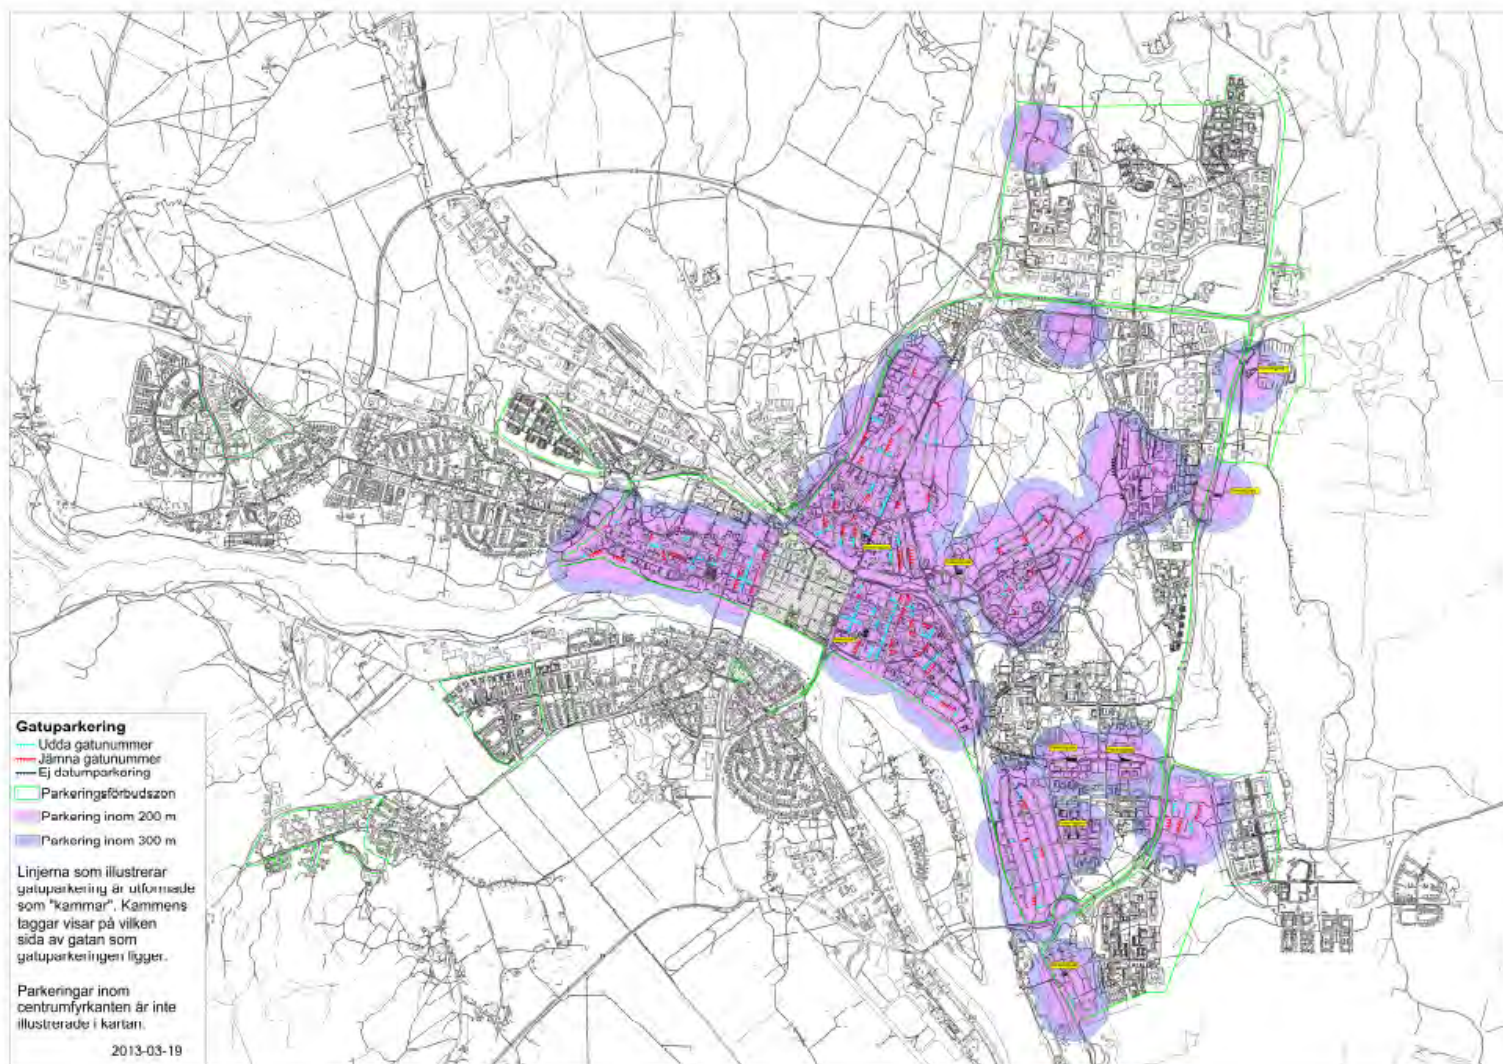 Gatuparkering
Udda gatunummer
Jämna gatunummer
Ej datumparkering
Parkeringsförbudszon
Parkering inom 200 m
Parkering inom 300 m
Linjerna som illustrerar
gatuparkering är utformade
som "kammar". Kammens
taggar visar på vilken
sida av gatan som
gatuparkeringen ligger.
Parkeringar inom
centrumfyrkanten är inte
illustrerade i kartan.
2013-03-19